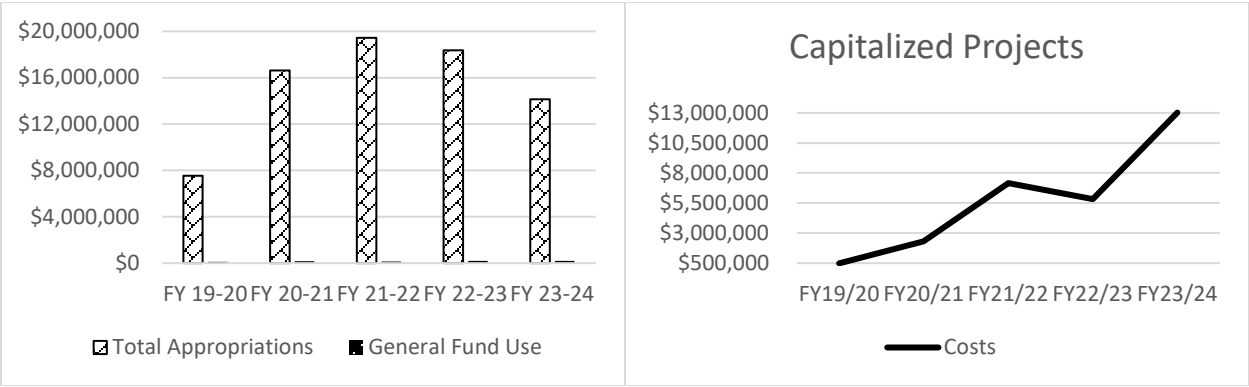 $20,000,000
$16,000,000
$12,000,000
$8,000,000
$4,000,000
$0
FY 19-20 FY 20-21 FY 21-22 FY 22-23 FY 23-24
Total Appropriations General Fund Use
Capitalized Projects
$13,000,000
$10,500,000
$8,000,000
$5,500,000
$3,000,000
$500,000
FY19/20 FY20/21 FY21/22 FY22/23 FY23/24
Costs